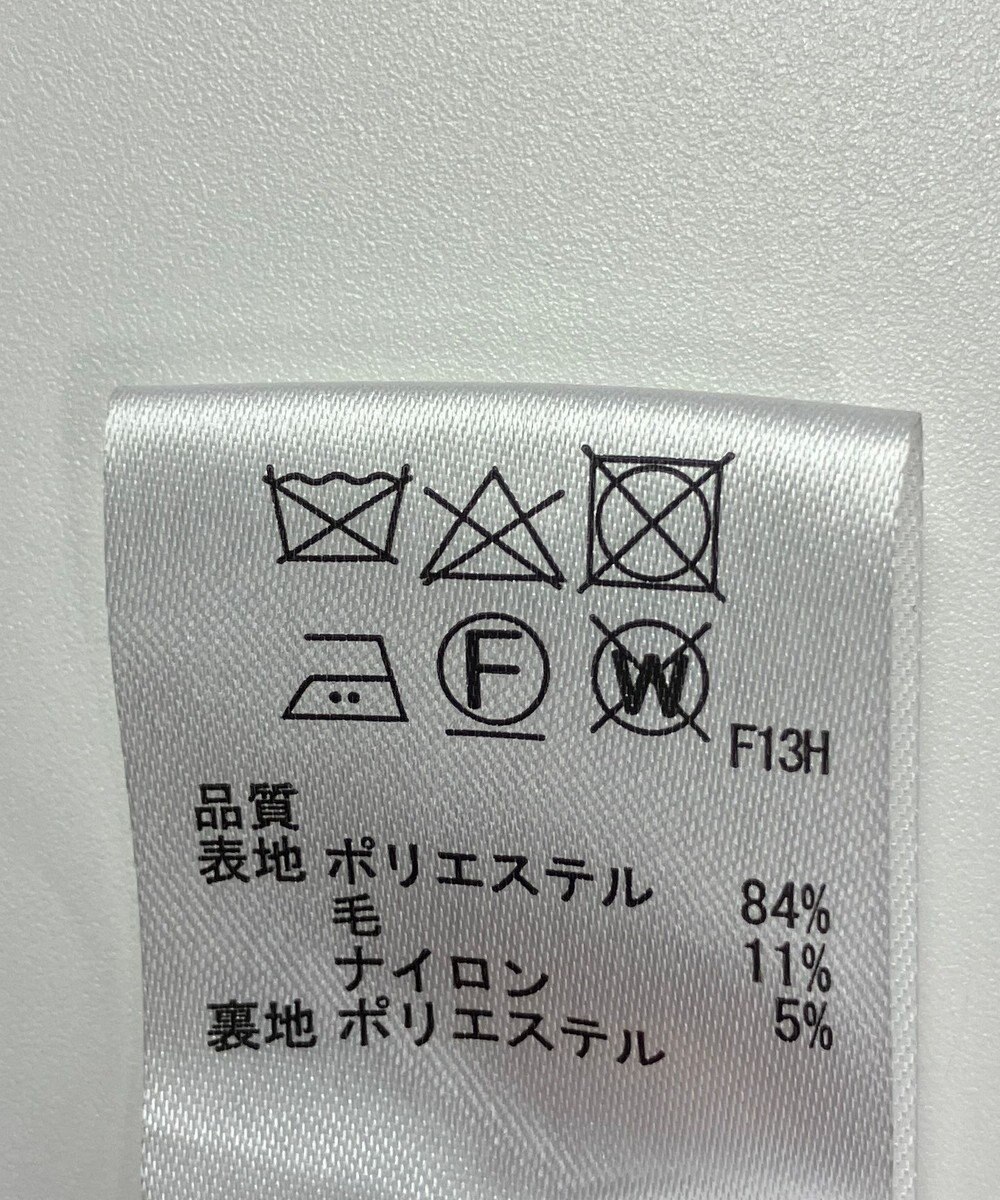 F
W
F13H
品質
表地 ポリエステル 84%
毛 11%
ナイロン 5%
裏地 ポリエステル